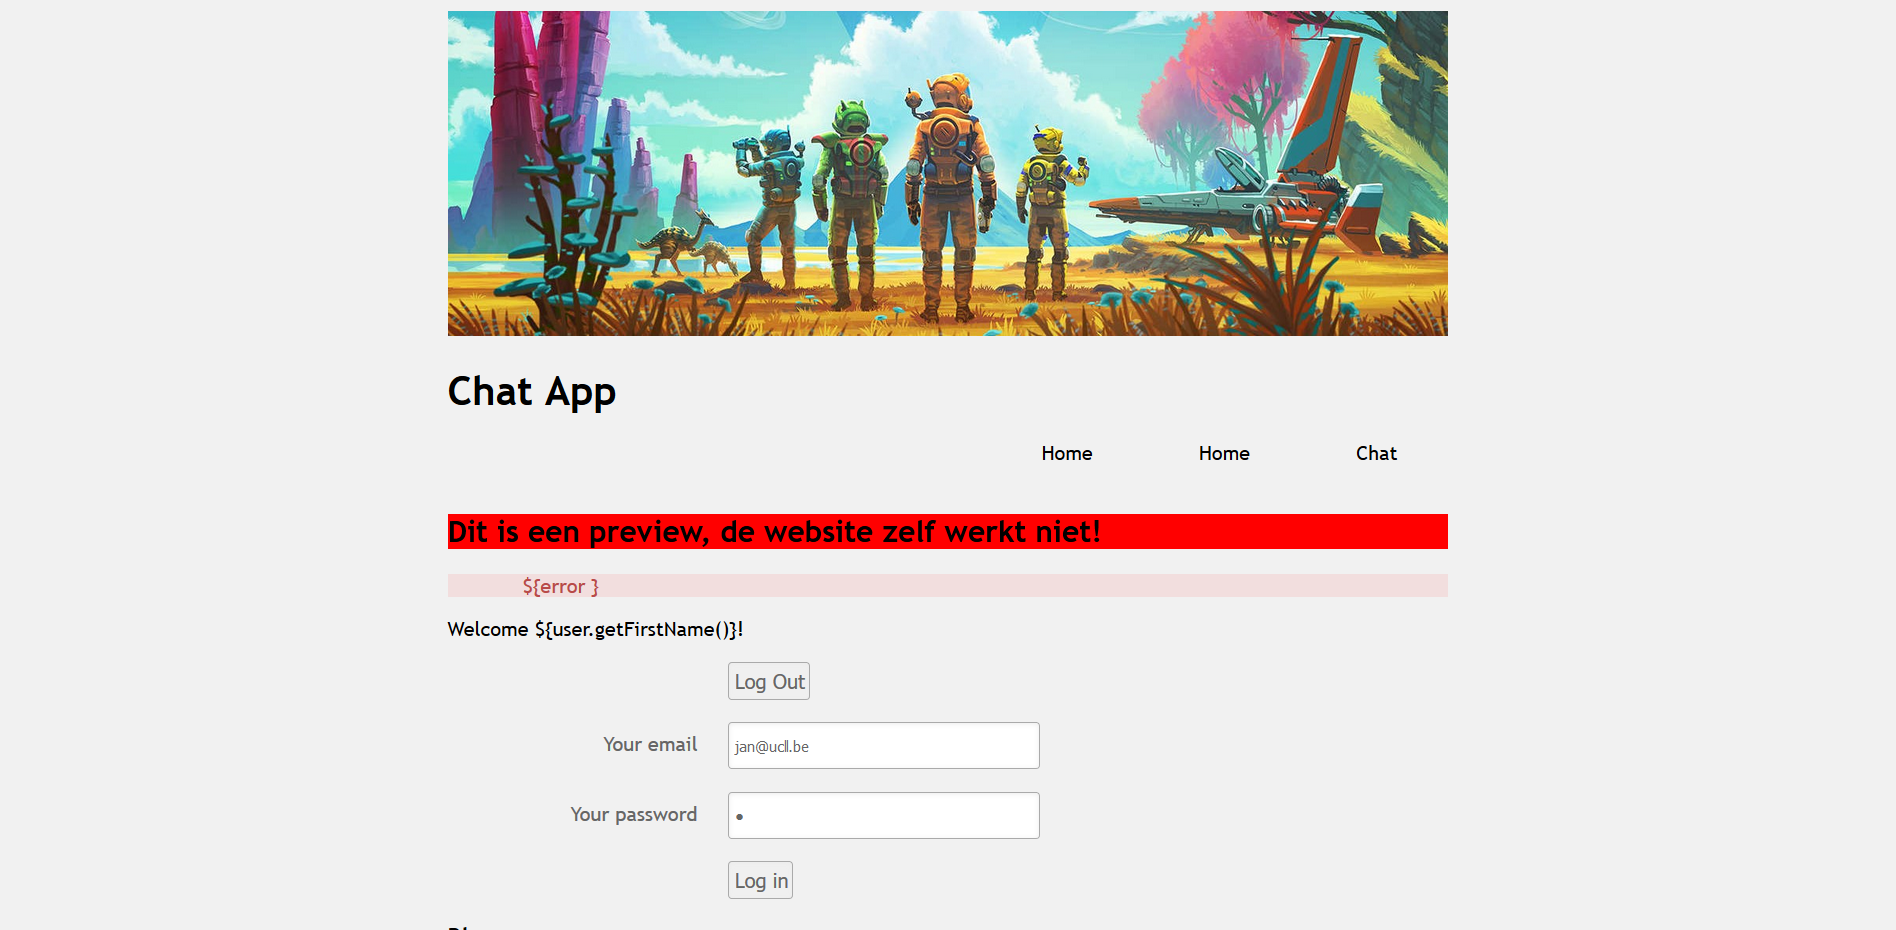 Chat App
Home Home Chat
Dit is een preview, de website zelf werkt niet!
${error }
Welcome ${user.getFirstName()}!
Log Out
Your email jan@ucll.be
Your password •
Log in